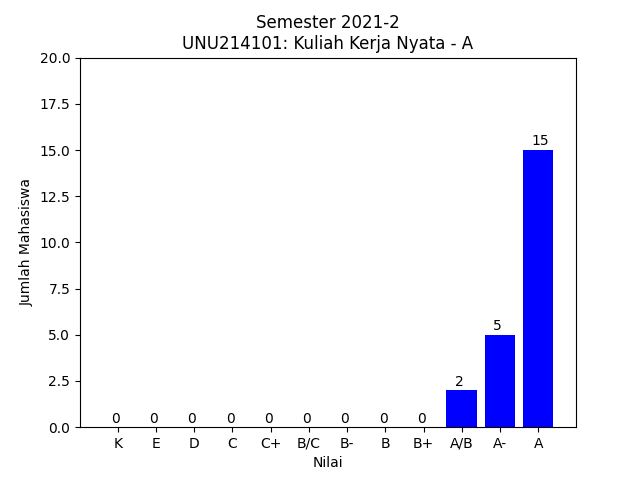 Semester 2021-2
UNU214101: Kuliah Kerja Nyata - A
20.0
17.5
15.0
12.5
10.0
7.5
5.0
2.5
0.0
Jumlah Mahasiswa
0 0 0 0 0 0 0 0 0 2 5 15
K E D C C+ B/C B- B B+ A/B A- A
Nilai